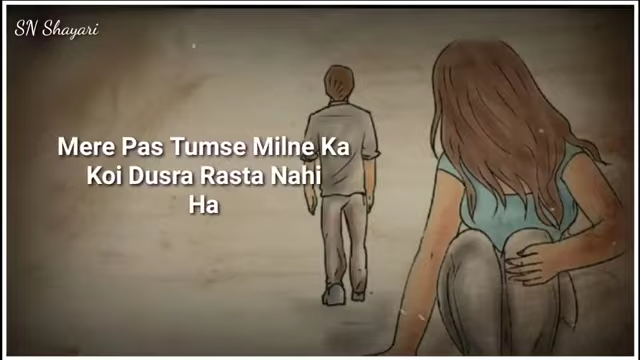 SN Shayari
Mere Pas Tumse Milne Ka
Koi Dusra Rasta Nahi
Ha